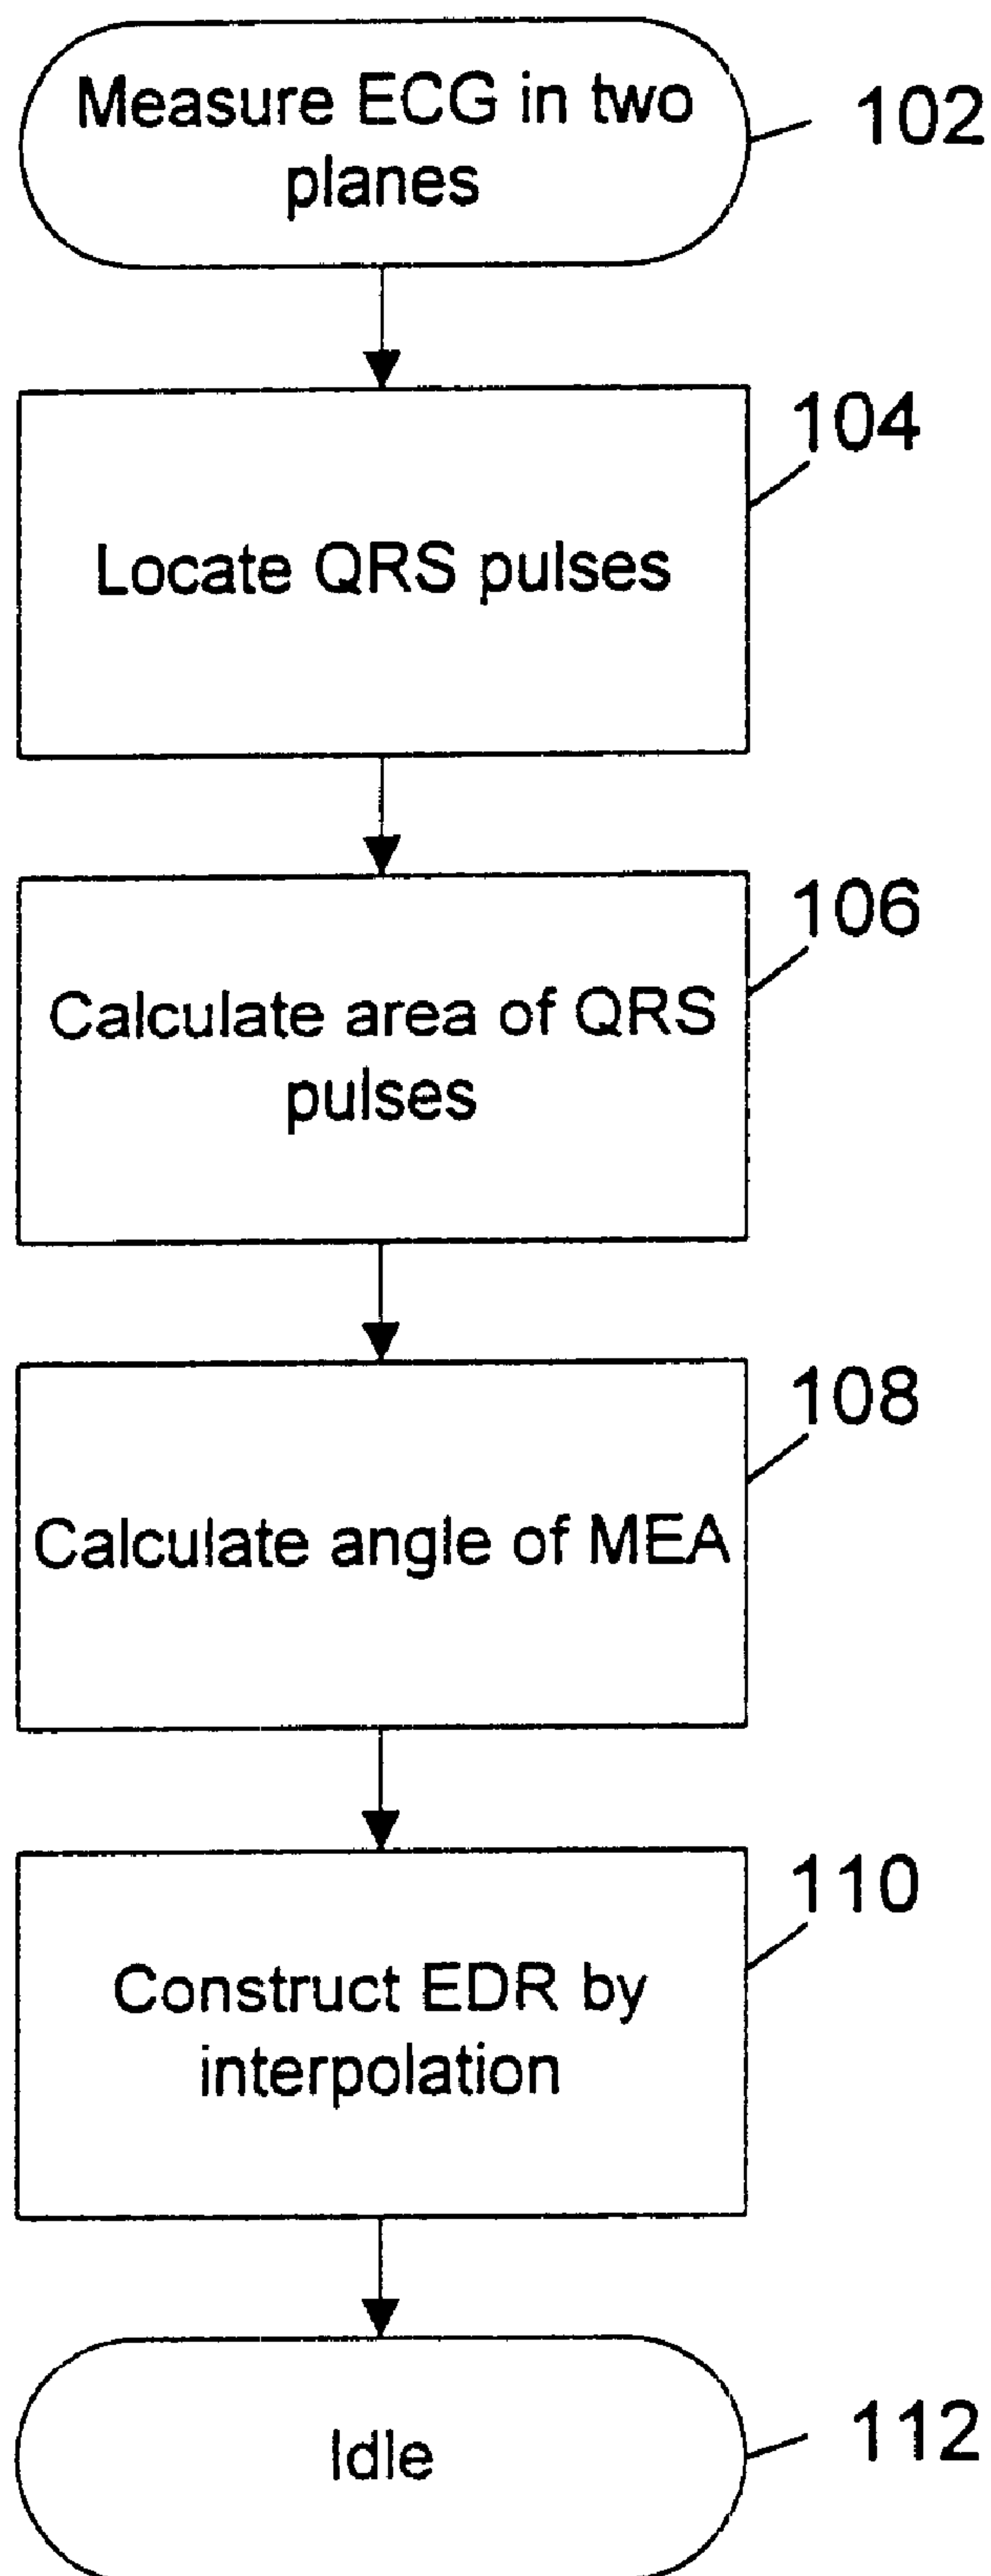 Measure ECG in two
planes
102
104
Locate QRS pulses
106
Calculate area of QRS
pulses
108
Calculate angle of MEA
110
Construct EDR by
interpolation
Idle
112